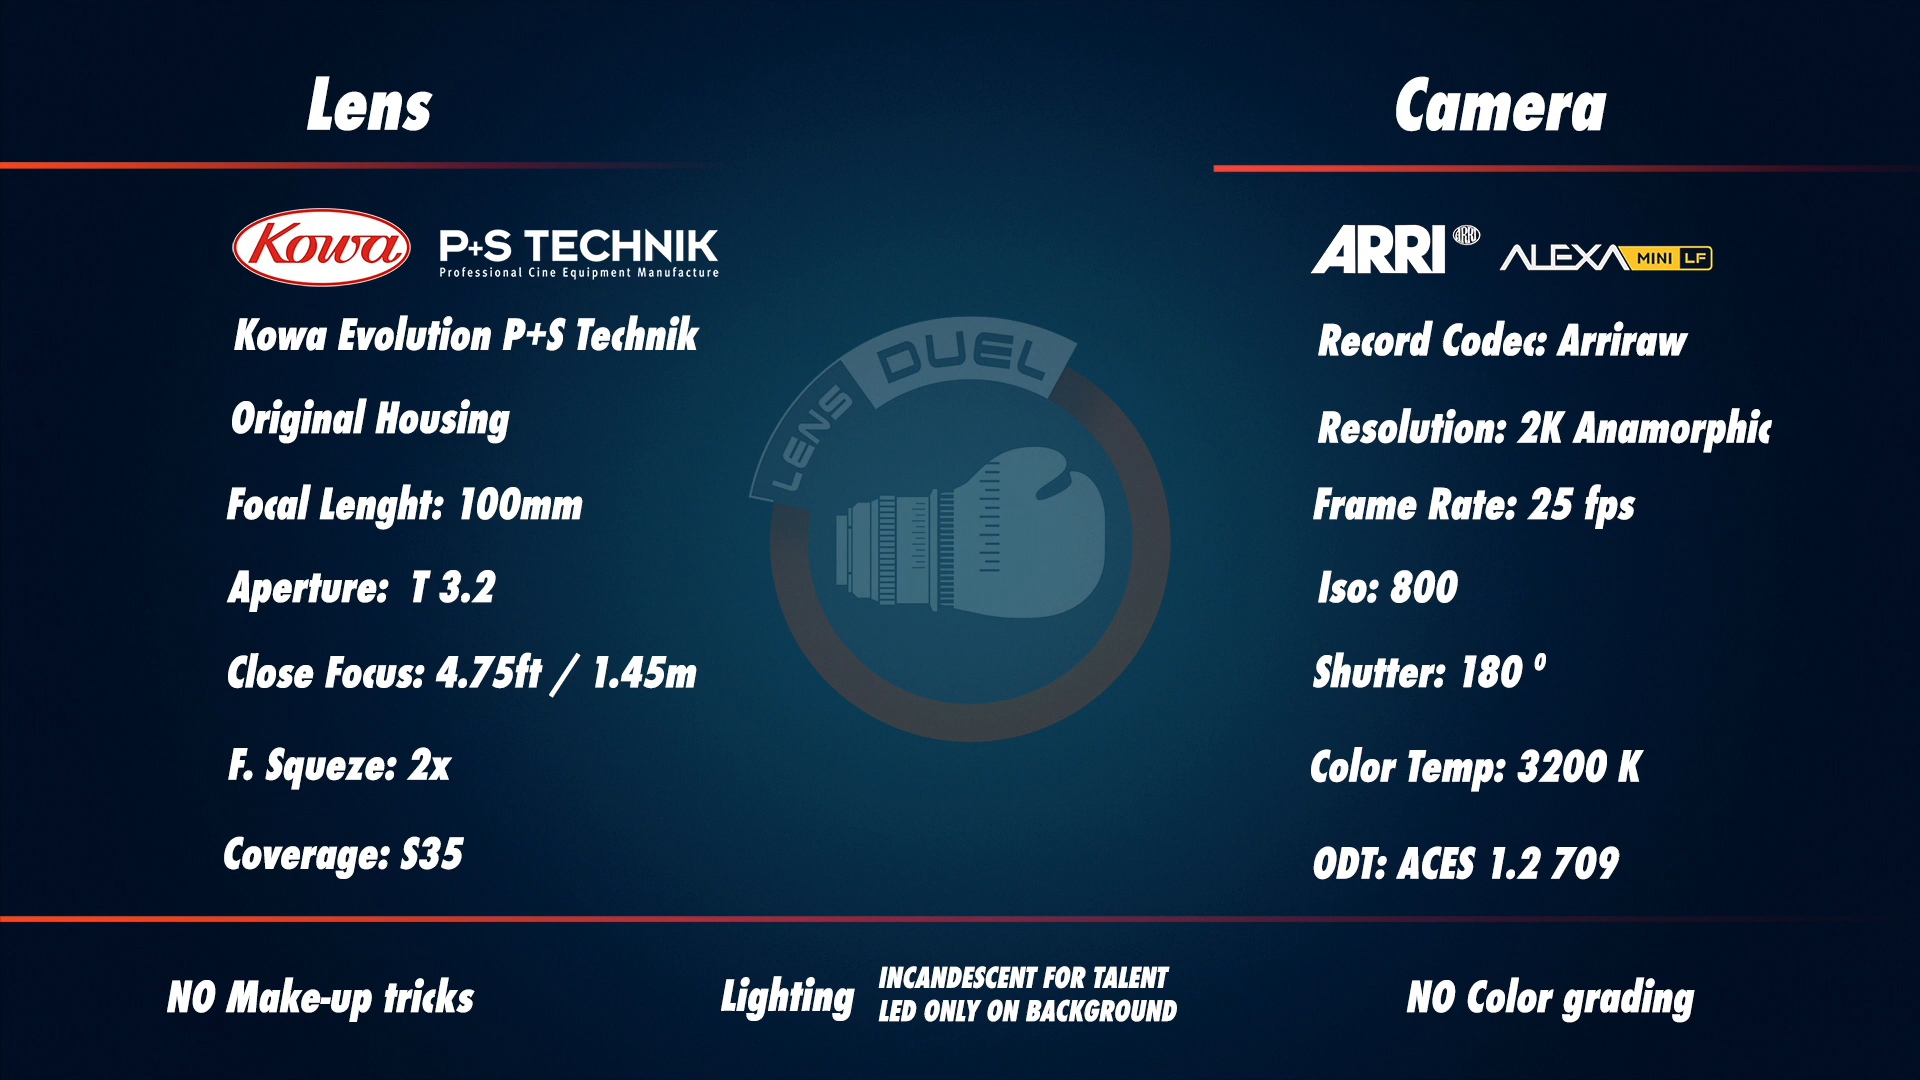 Lens
Kowa
P+S TECHNIK
Professional Cine Equipment Manufacture
Kowa Evolution P+S Technik
Original Housing
Focal Lenght: 100mm
Aperture: T 3.2
Close Focus: 4.75ft / 1.45m
F. Squeze: 2x
Coverage: S35
LENS DUEL
Camera
ARRI ARRI
ALEXA MINI LF
Record Codec: Arriraw
Resolution: 2K Anamorphic
Frame Rate: 25 fps
Iso: 800
Shutter: 180 º
Color Temp: 3200 K
ODT: ACES 1.2 709
NO Make-up tricks
Lighting
INCANDESCENT FOR TALENT
LED ONLY ON BACKGROUND
NO Color grading